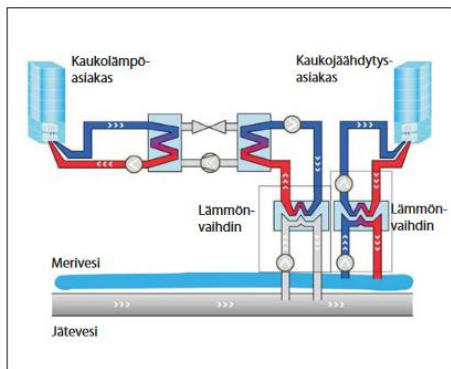 Kaukolämpö-
asiakas
Kaukojäähdytys-
asiakas
Lämmön-
vaihdin
Lämmön-
vaihdin
Merivesi
Jätevesi